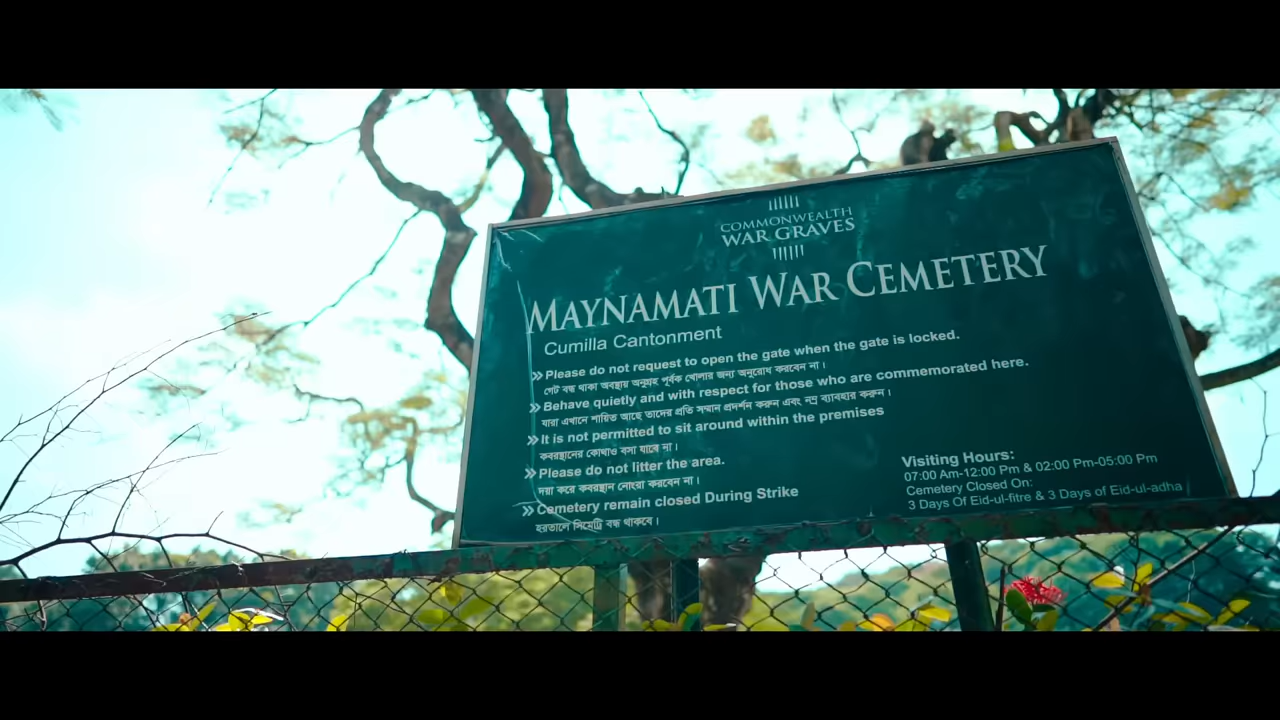 COMMONWEALTH
WAR GRAVES
MAYNAMATI WAR CEMETERY
Cumilla Cantonment
Please do not request to open the gate when the gate is locked.
গেট বন্ধ থাকা অবস্থায় অনুগ্রহ পূর্বক খোলার জন্য অনুরোধ করবেন না।
Behave quietly and with respect for those who are commemorated here.
যারা এখানে শায়িত আছে তাদের প্রতি সম্মান প্রদর্শন করুন এবং নম্র ব্যাবহার করুন।
It is not permitted to sit around within the premises
কবরস্থানের কোথাও বসা যাবে না।
Please do not litter the area.
দয়া করে কবরস্থান নোংরা করবেন না।
Cemetery remain closed During Strike
হরতালে সিমেট্রি বন্ধ থাকবে।
Visiting Hours:
07:00 Am-12:00 Pm & 02:00 Pm-05:00 Pm
Cemetery Closed On:
3 Days Of Eid-ul-fitre & 3 Days of Eid-ul-adha